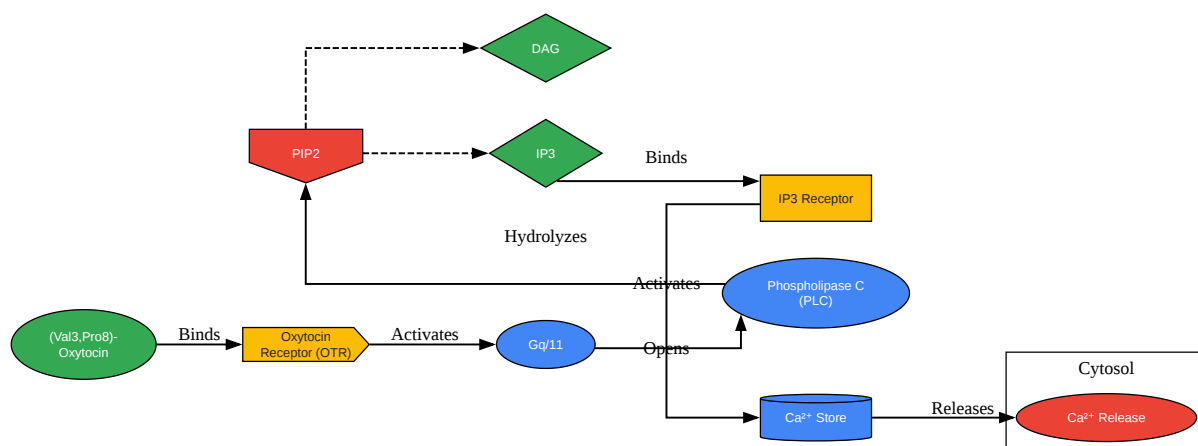 DAG
PIP2
IP3
Binds
IP3 Receptor
Hydrolyzes
Activates
Phospholipase C
(PLC)
(Val3,Pro8)-
Oxytocin
Binds
Oxytocin
Receptor (OTR)
Activates
Gq/11
Opens
Cytosol
Ca²⁺ Store
Releases
Ca²⁺ Release